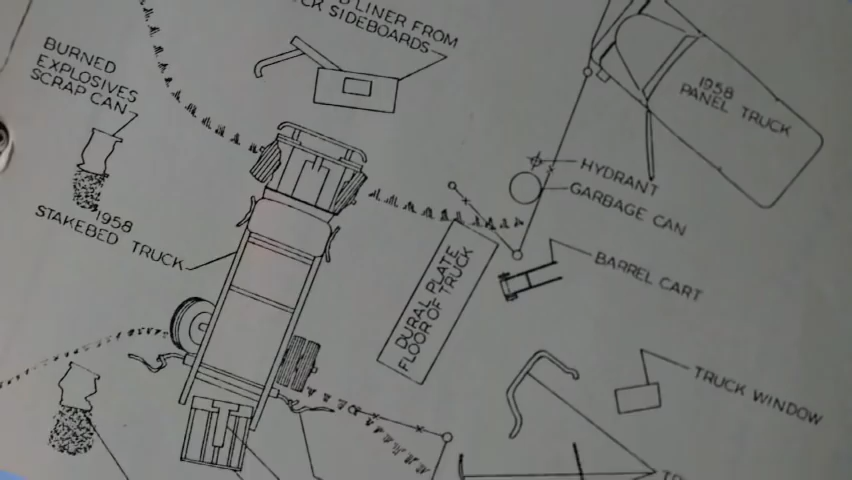 LINER FROM
SIDEBOARDS
BURNED
EXPLOSIVES
SCRAP CAN
1958
PANEL TRUCK
HYDRANT
GARBAGE CAN
1958
STAKEBED TRUCK
BARREL CART
DURAL PLATE
FLOOR OF TRUCK
TRUCK WINDOW